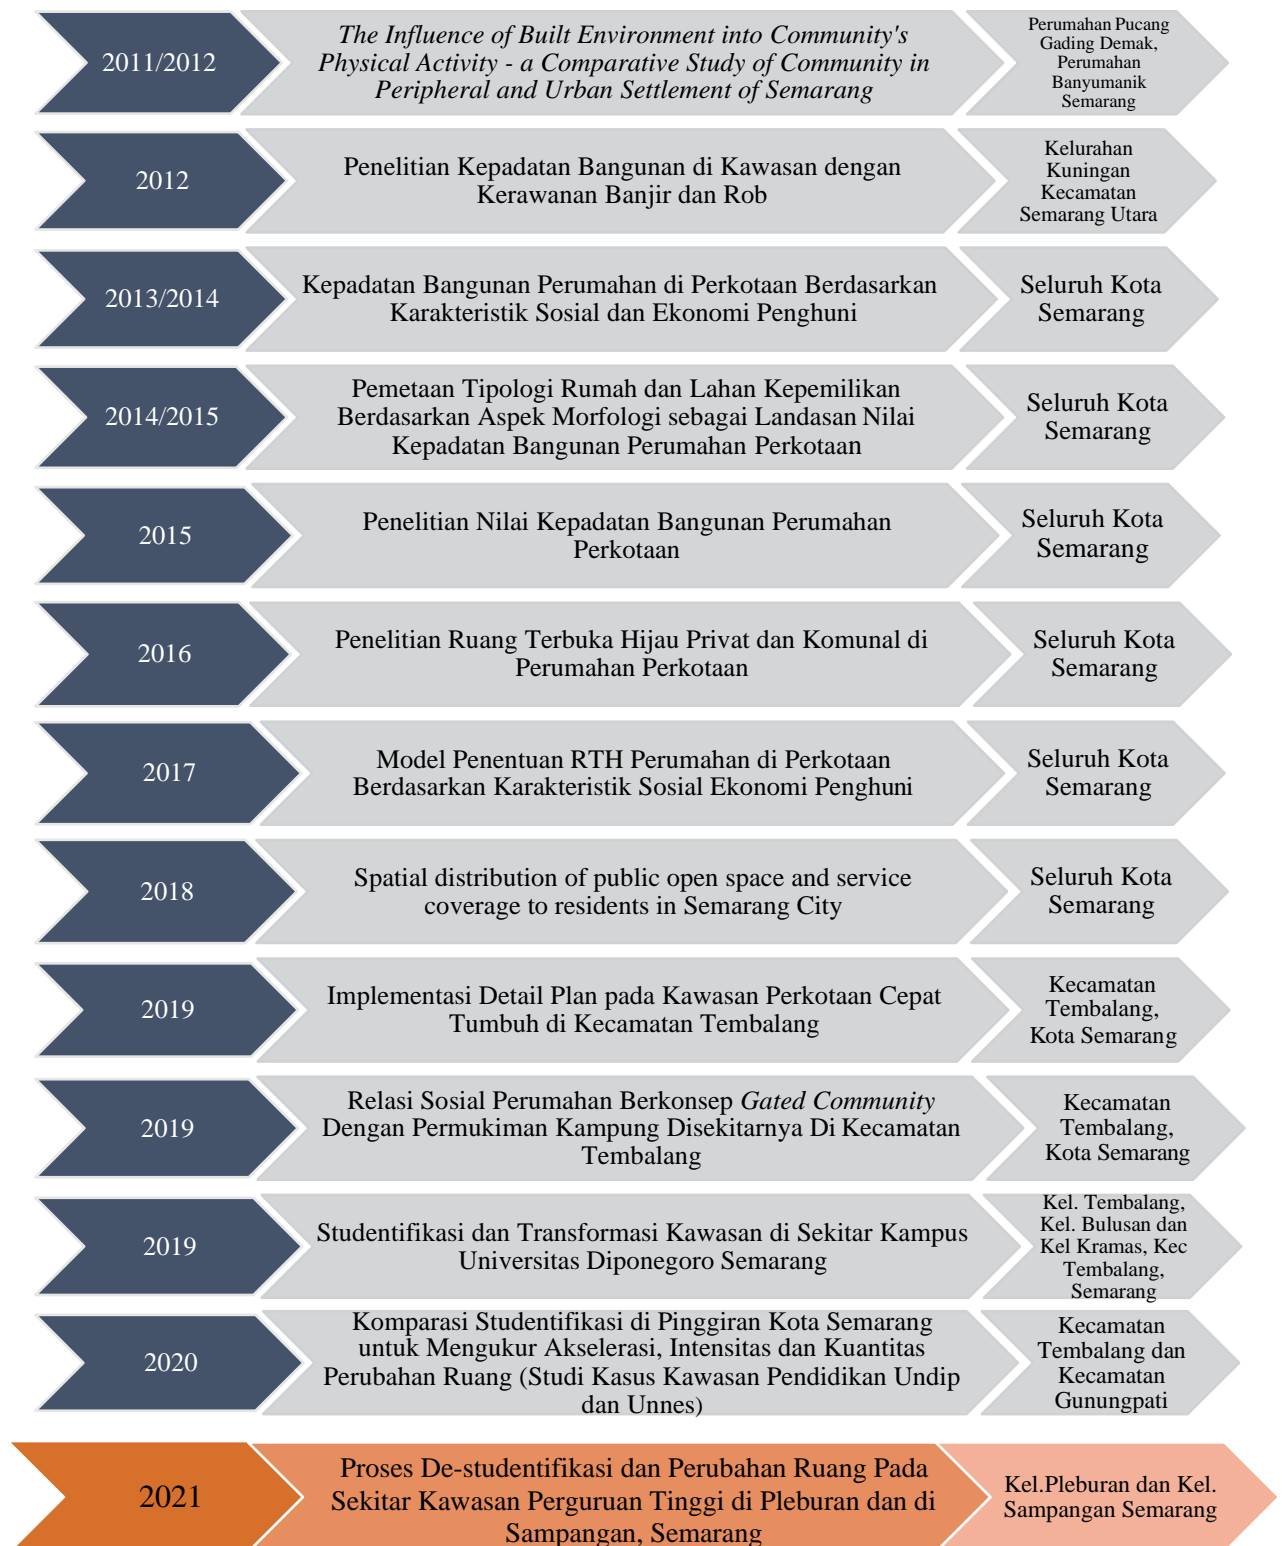 2011/2012
The Influence of Built Environment into Community's
Physical Activity - a Comparative Study of Community in
Peripheral and Urban Settlement of Semarang
Perumahan Pucang
Gading Demak,
Perumahan
Banyumanik
Semarang
2012
Penelitian Kepadatan Bangunan di Kawasan dengan
Kerawanan Banjir dan Rob
Kelurahan
Kuningan
Kecamatan
Semarang Utara
2013/2014
Kepadatan Bangunan Perumahan di Perkotaan Berdasarkan
Karakteristik Sosial dan Ekonomi Penghuni
Seluruh Kota
Semarang
2014/2015
Pemetaan Tipologi Rumah dan Lahan Kepemilikan
Berdasarkan Aspek Morfologi sebagai Landasan Nilai
Kepadatan Bangunan Perumahan Perkotaan
Seluruh Kota
Semarang
2015
Penelitian Nilai Kepadatan Bangunan Perumahan
Perkotaan
Seluruh Kota
Semarang
2016
Penelitian Ruang Terbuka Hijau Privat dan Komunal di
Perumahan Perkotaan
Seluruh Kota
Semarang
2017
Model Penentuan RTH Perumahan di Perkotaan
Berdasarkan Karakteristik Sosial Ekonomi Penghuni
Seluruh Kota
Semarang
2018
Spatial distribution of public open space and service
coverage to residents in Semarang City
Seluruh Kota
Semarang
2019
Implementasi Detail Plan pada Kawasan Perkotaan Cepat
Tumbuh di Kecamatan Tembalang
Kecamatan
Tembalang,
Kota Semarang
2019
Relasi Sosial Perumahan Berkonsep Gated Community
Dengan Permukiman Kampung Disekitarnya Di Kecamatan
Tembalang
Kecamatan
Tembalang,
Kota Semarang
2019
Studentifikasi dan Transformasi Kawasan di Sekitar Kampus
Universitas Diponegoro Semarang
Kel. Tembalang,
Kel. Bulusan dan
Kel Kramas, Kec
Tembalang,
Semarang
2020
Komparasi Studentifikasi di Pinggiran Kota Semarang
untuk Mengukur Akselerasi, Intensitas dan Kuantitas
Perubahan Ruang (Studi Kasus Kawasan Pendidikan Undip
dan Unnes)
Kecamatan
Tembalang dan
Kecamatan
Gunungpati
2021
Proses De-studentifikasi dan Perubahan Ruang Pada
Sekitar Kawasan Perguruan Tinggi di Pleburan dan di
Sampangan, Semarang
Kel.Pleburan dan Kel.
Sampangan Semarang